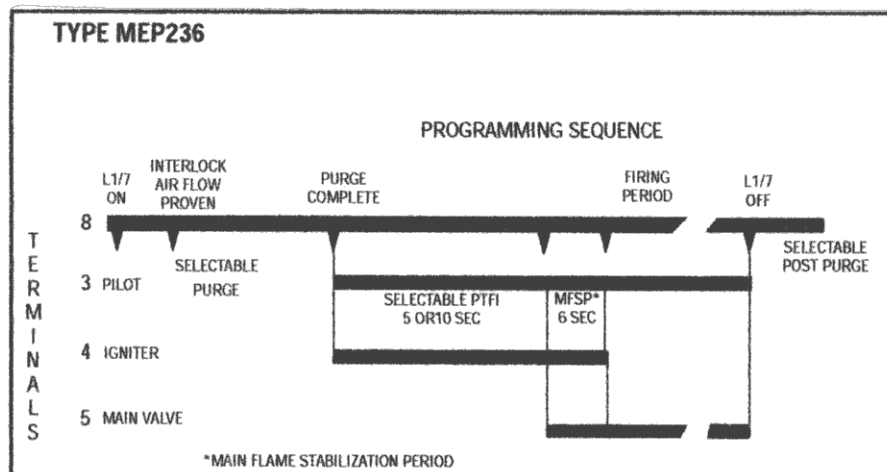 TYPE MEP236
PROGRAMMING SEQUENCE
L1/7
ON
INTERLOCK
AIR FLOW
PROVEN
PURGE
COMPLETE
FIRING
PERIOD
L1/7
OFF
8
SELECTABLE
PURGE
SELECTABLE
POST PURGE
TERMINALS
3 PILOT
SELECTABLE PTFI
5 OR10 SEC
MFSP*
6 SEC
4 IGNITER
5 MAIN VALVE
*MAIN FLAME STABILIZATION PERIOD